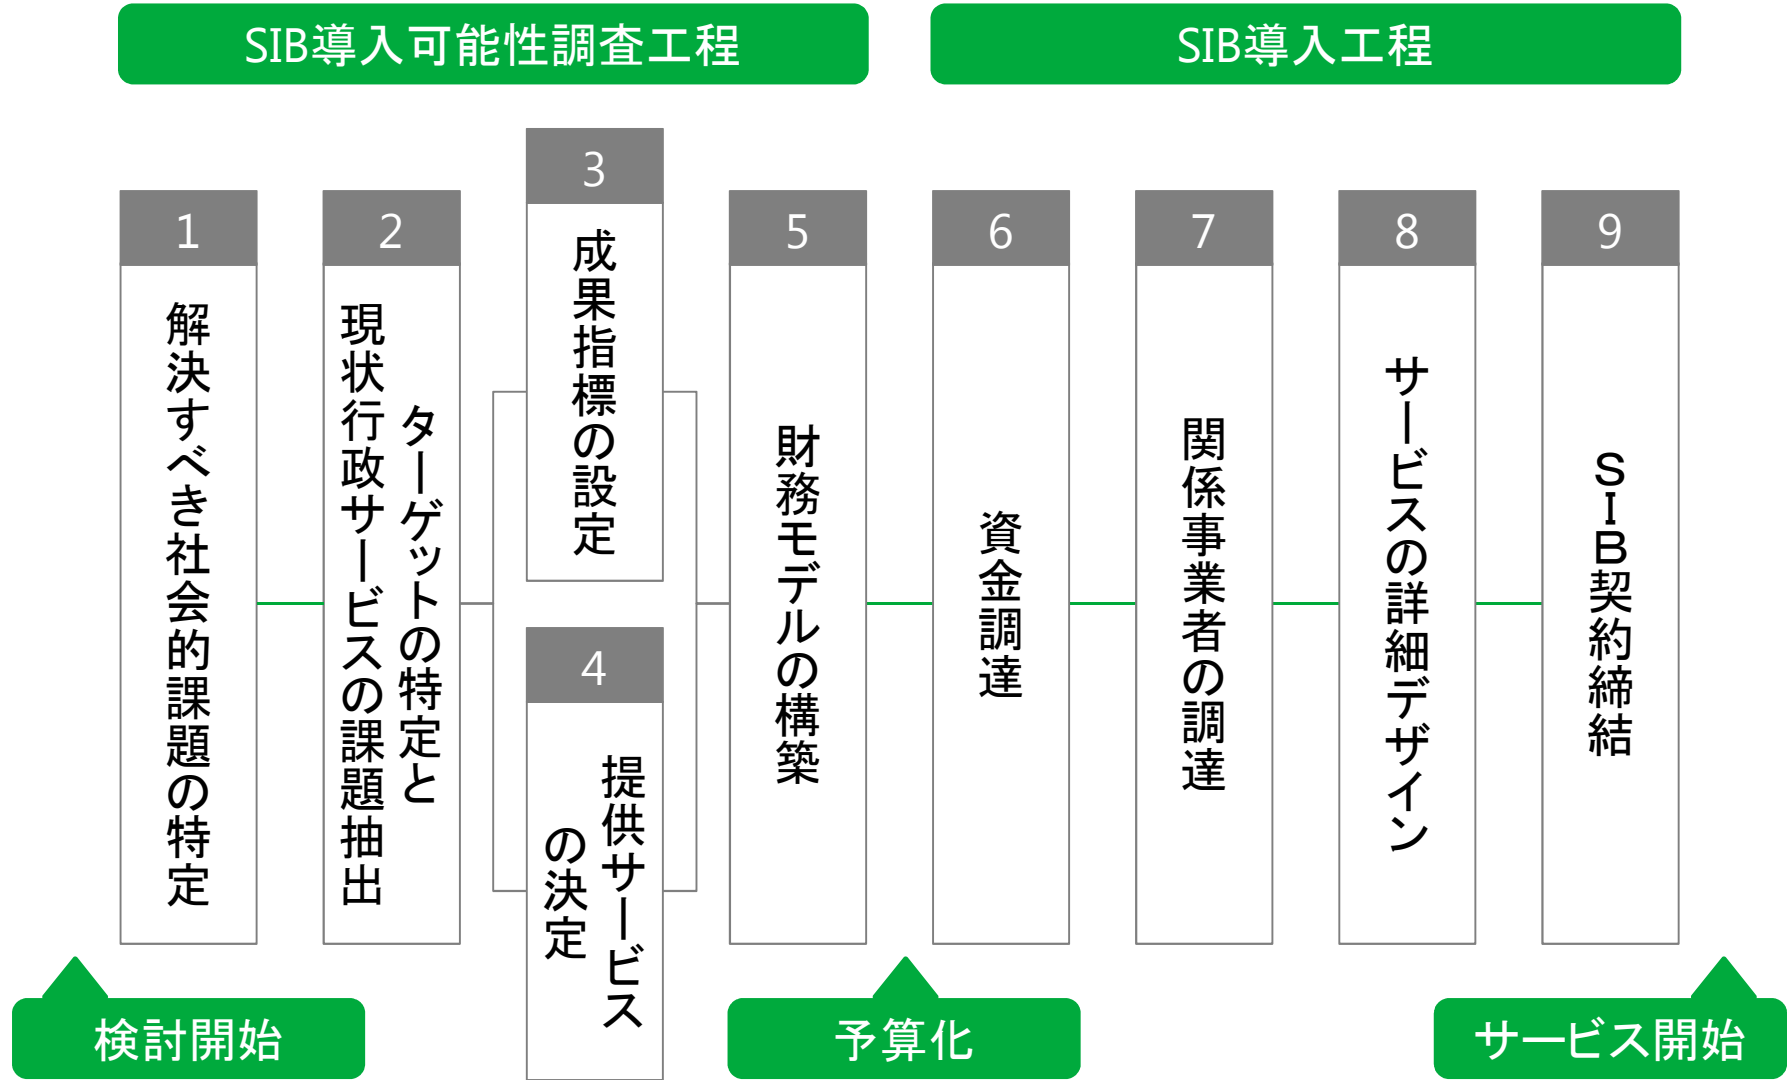 SIB導入可能性調査工程
SIB導入工程
1
解決すべき社会的課題の特定
2
ターゲットの特定と
現状行政サービスの課題抽出
3
成果指標の設定
4
提供サービス
の決定
5
財務モデルの構築
6
資金調達
7
関係事業者の調達
8
サービスの詳細デザイン
9
SIB契約締結
検討開始
予算化
サービス開始